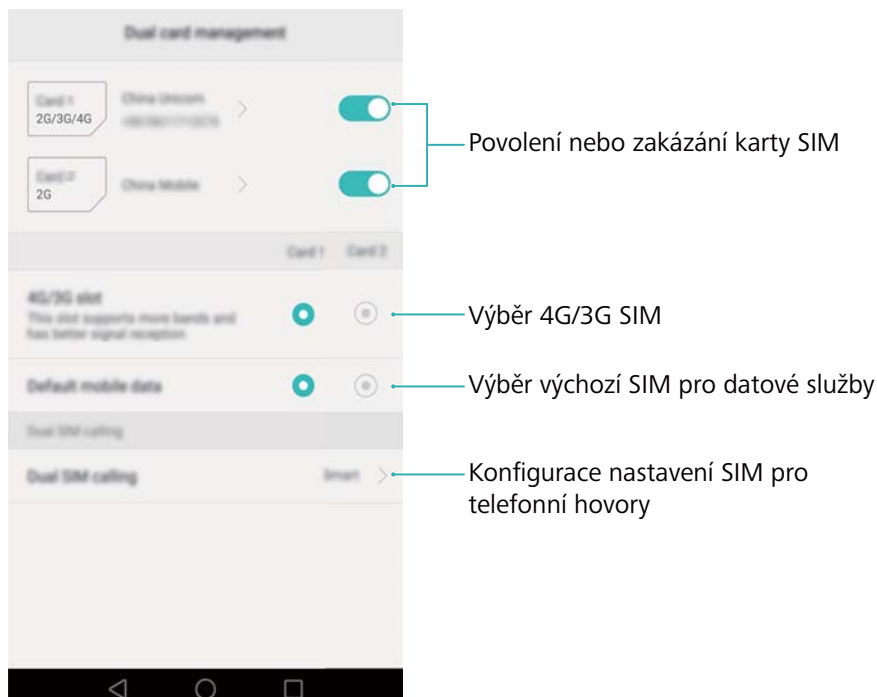 Dual card management
Card 1
2G/3G/4G
China Unicom
Povolení nebo zakázání karty SIM
Card 2
2G
China Mobile
Card 1 Card 2
4G/3G slot
This slot supports more bands and
has better signal reception
Výběr 4G/3G SIM
Default mobile data
Výběr výchozí SIM pro datové služby
Dual SIM calling
Dual SIM calling
Smart
Konfigurace nastavení SIM pro
telefonní hovory